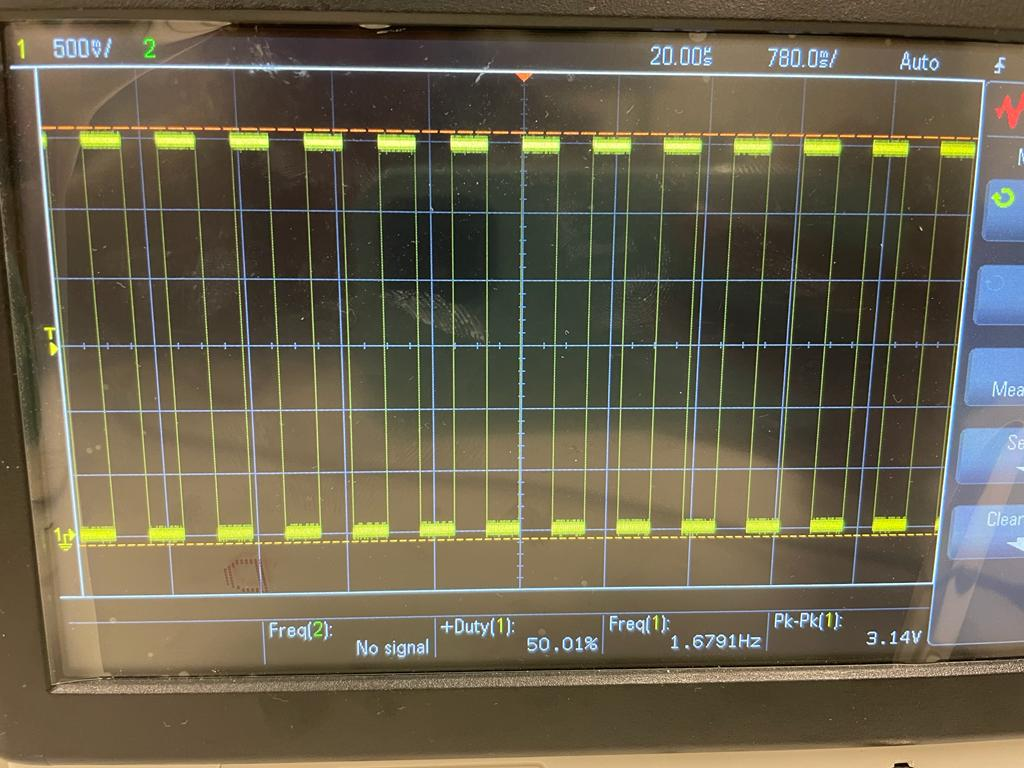 1 500mV/ 2 20.00s 780.0ms/ Auto
T
Mea
Se
1
Clear
Freq(2): +Duty(1): Freq(1): Pk-Pk(1):
No signal 50.01% 1.6791Hz 3.14V